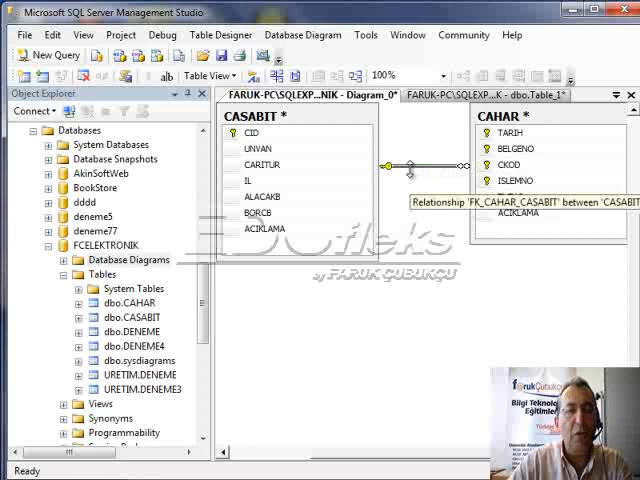 Microsoft SQL Server Management Studio
File Edit View Project Debug Table Designer Database Diagram Tools Window Community Help
New Query
ab| Table View 100%
Object Explorer
FARUK-PC\SQLEXP...NIK - Diagram_0* FARUK-PC\SQLEXP...K - dbo.Table_1*
Connect
Databases
System Databases
Database Snapshots
AkinSoftWeb
BookStore
dddd
deneme5
deneme77
FCELEKTRONIK
Database Diagrams
Tables
System Tables
dbo.CAHAR
dbo.CASABIT
dbo.DENEME
dbo.DENEME4
dbo.sysdiagrams
URETIM.DENEME
URETIM.DENEME3
Views
Synonyms
Programmability
CASABIT *
CID
UNVAN
CARITUR
IL
ALACAKB
BORCB
ACIKLAMA
CAHAR *
TARIH
BELGENO
CKOD
ISLEMNO
Relationship 'FK_CAHAR_CASABIT' between 'CASABIT
ACIKLAMA
by FARUK ÇUBUKÇU
f@rukÇubukçu
Bilgi Teknoloj
Eğitimler
Ready